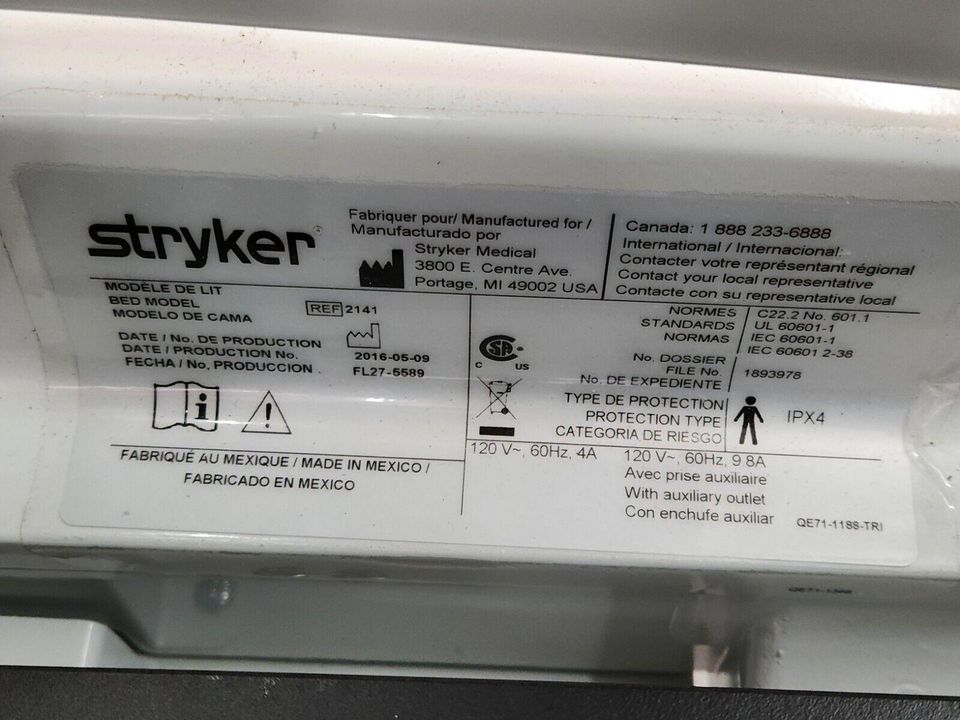 stryker
Fabriquer pour/ Manufactured for /
Manufacturado por
Stryker Medical
3800 E. Centre Ave.
Portage, MI 49002 USA
Canada: 1 888 233-6888
International / Internacional:
Contacter votre représentant régional
Contact your local representative
Contacte con su representative local
MODÈLE DE LIT
BED MODEL
MODELO DE CAMA
REF 2141
DATE / No. DE PRODUCTION
DATE / PRODUCTION No.
FECHA / No, PRODUCCION .
2016-05-09
FL27-5589
i
!
FABRIQUÉ AU MEXIQUE / MADE IN MEXICO /
FABRICADO EN MEXICO
NORMES
STANDARDS
NORMAS
C22.2 No. 601.1
UL 60601-1
IEC 60601-1
IEC 60601 2-38
CSA
C US
No. DOSSIER
FILE No.
No. DE EXPEDIENTE
1893978
TYPE DE PROTECTION
PROTECTION TYPE
CATEGORIA DE RIESGO
IPX4
120 V~, 60Hz, 4A
120 V~, 60Hz, 9.8A
Avec prise auxiliaire
With auxiliary outlet
Con enchufe auxiliar
QE71-1188-TRI